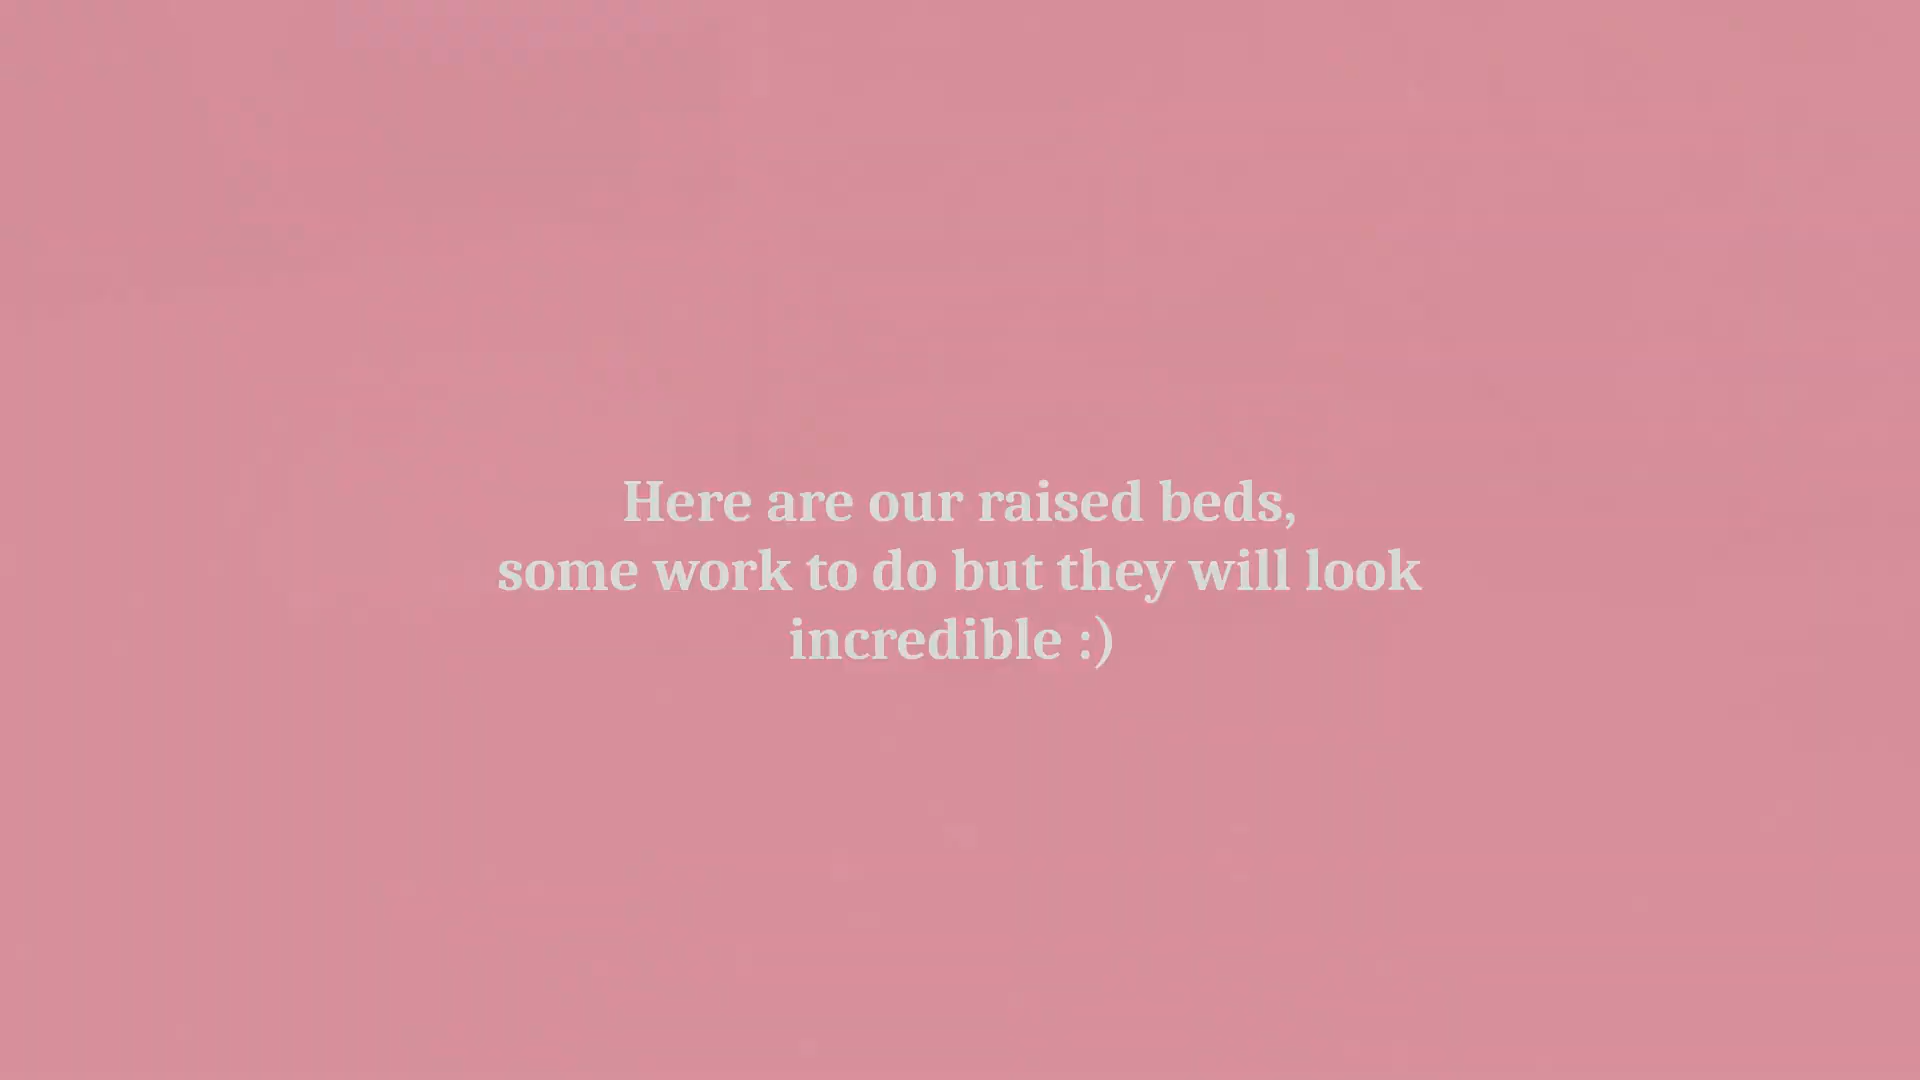 Here are our raised beds,
some work to do but they will look
incredible :)